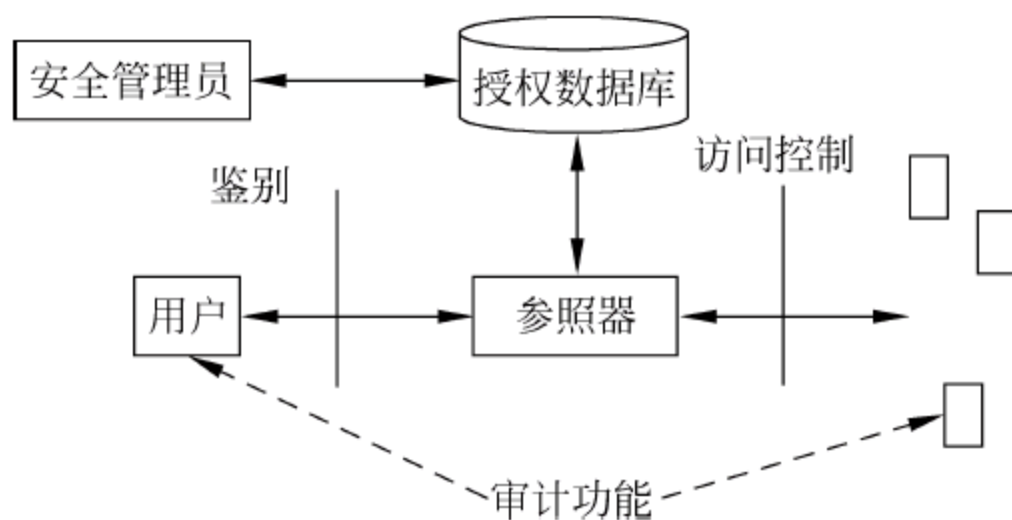 安全管理员
授权数据库
访问控制
鉴别
用户
参照器
审计功能